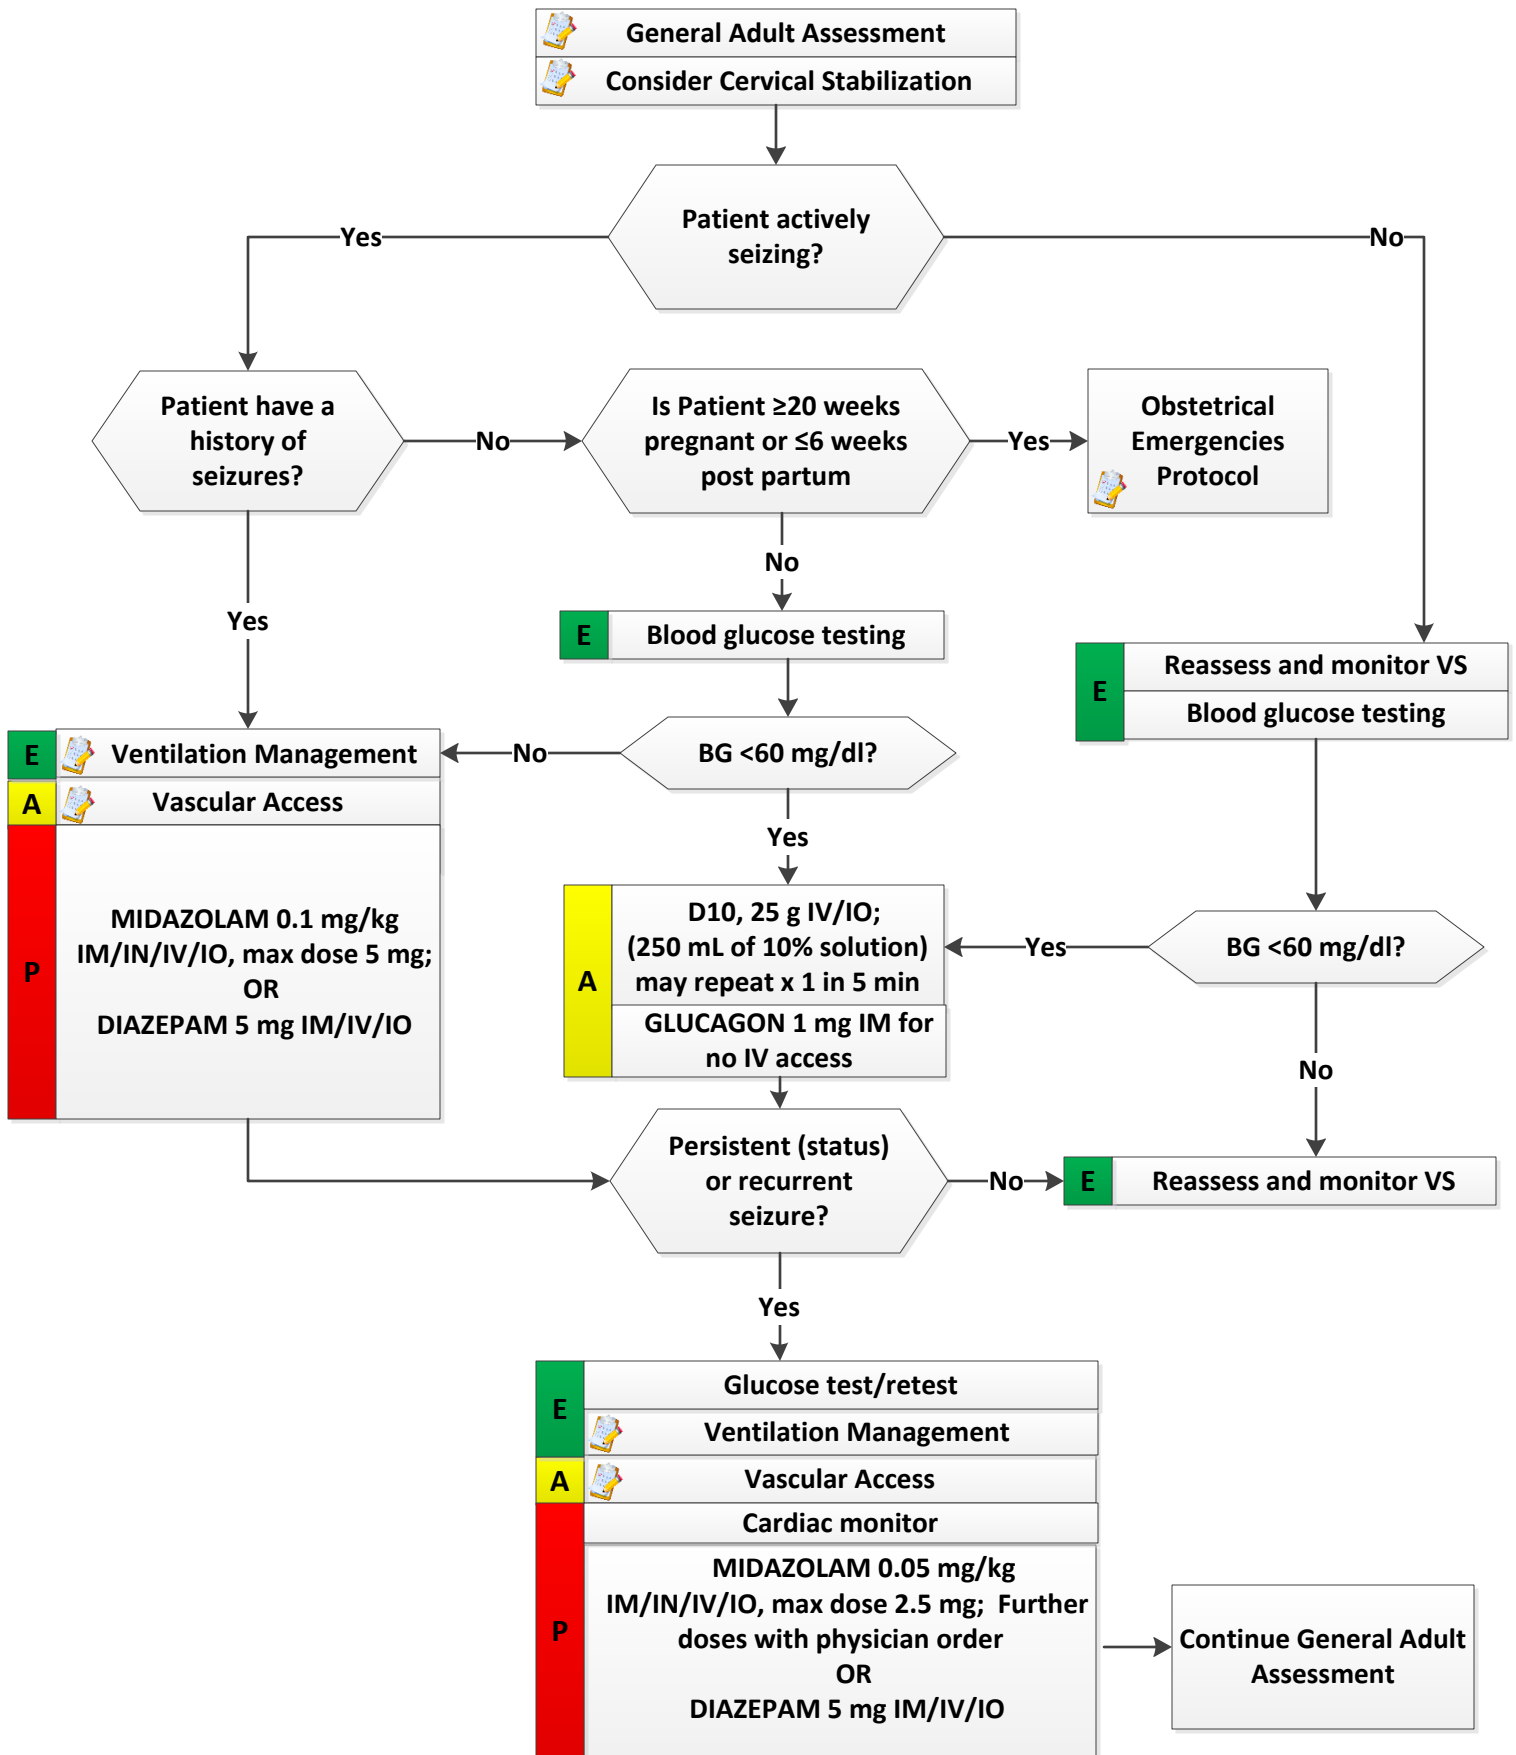 General Adult Assessment
Consider Cervical Stabilization
Patient actively
seizing?
Yes
No
Patient have a
history of
seizures?
No
Is Patient ≥20 weeks
pregnant or ≤6 weeks
post partum
Yes
Obstetrical
Emergencies
Protocol
No
Yes
E
Blood glucose testing
E
Reassess and monitor VS
Blood glucose testing
E
Ventilation Management
A
Vascular Access
P
MIDAZOLAM 0.1 mg/kg
IM/IN/IV/IO, max dose 5 mg;
OR
DIAZEPAM 5 mg IM/IV/IO
No
BG <60 mg/dl?
Yes
A
D10, 25 g IV/IO;
(250 mL of 10% solution)
may repeat x 1 in 5 min
GLUCAGON 1 mg IM for
no IV access
Yes
BG <60 mg/dl?
No
Persistent (status)
or recurrent
seizure?
No
E
Reassess and monitor VS
Yes
E
Glucose test/retest
Ventilation Management
A
Vascular Access
P
Cardiac monitor
MIDAZOLAM 0.05 mg/kg
IM/IN/IV/IO, max dose 2.5 mg;  Further
doses with physician order
OR
DIAZEPAM 5 mg IM/IV/IO
Continue General Adult
Assessment